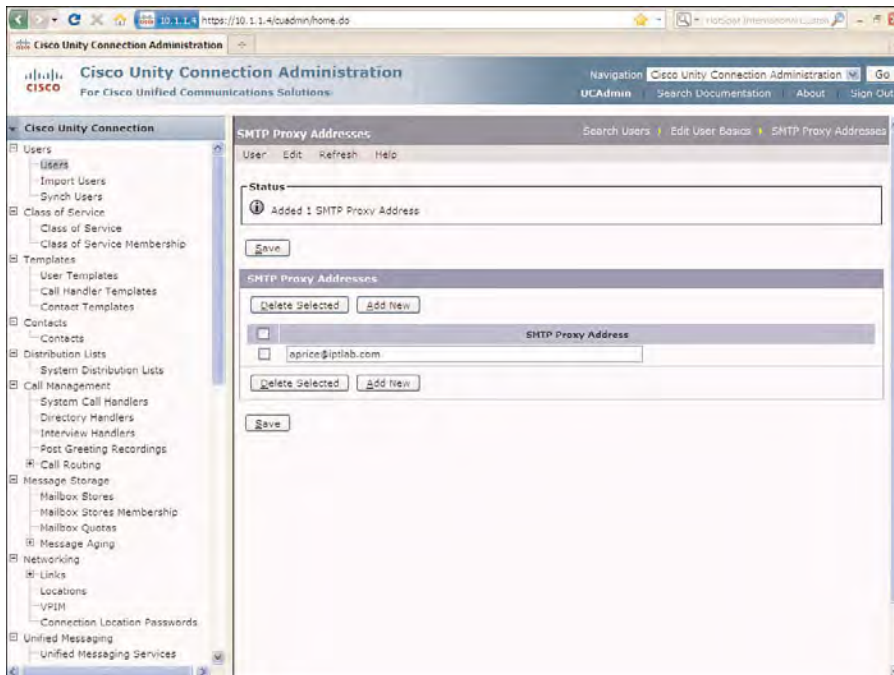 10.1.1.4 https://10.1.1.4/cuadmin/home.do
Cisco Unity Connection Administration
CISCO
Cisco Unity Connection Administration
For Cisco Unified Communications Solutions
Navigation Cisco Unity Connection Administration Go
UCAdmin Search Documentation About Sign Out
Cisco Unity Connection
Users
Users
Import Users
Synch Users
Class of Service
Class of Service
Class of Service Membership
Templates
User Templates
Call Handler Templates
Contact Templates
Contacts
Contacts
Distribution Lists
System Distribution Lists
Call Management
System Call Handlers
Directory Handlers
Interview Handlers
Post Greeting Recordings
Call Routing
Message Storage
Mailbox Stores
Mailbox Stores Membership
Mailbox Quotas
Message Aging
Networking
Links
Locations
VPIM
Connection Location Passwords
Unified Messaging
Unified Messaging Services
SMTP Proxy Addresses
Search Users Edit User Basics SMTP Proxy Addresses
User Edit Refresh Help
Status
Added 1 SMTP Proxy Address
Save
SMTP Proxy Addresses
Delete Selected Add New
SMTP Proxy Address
aprice@iptlab.com
Delete Selected Add New
Save